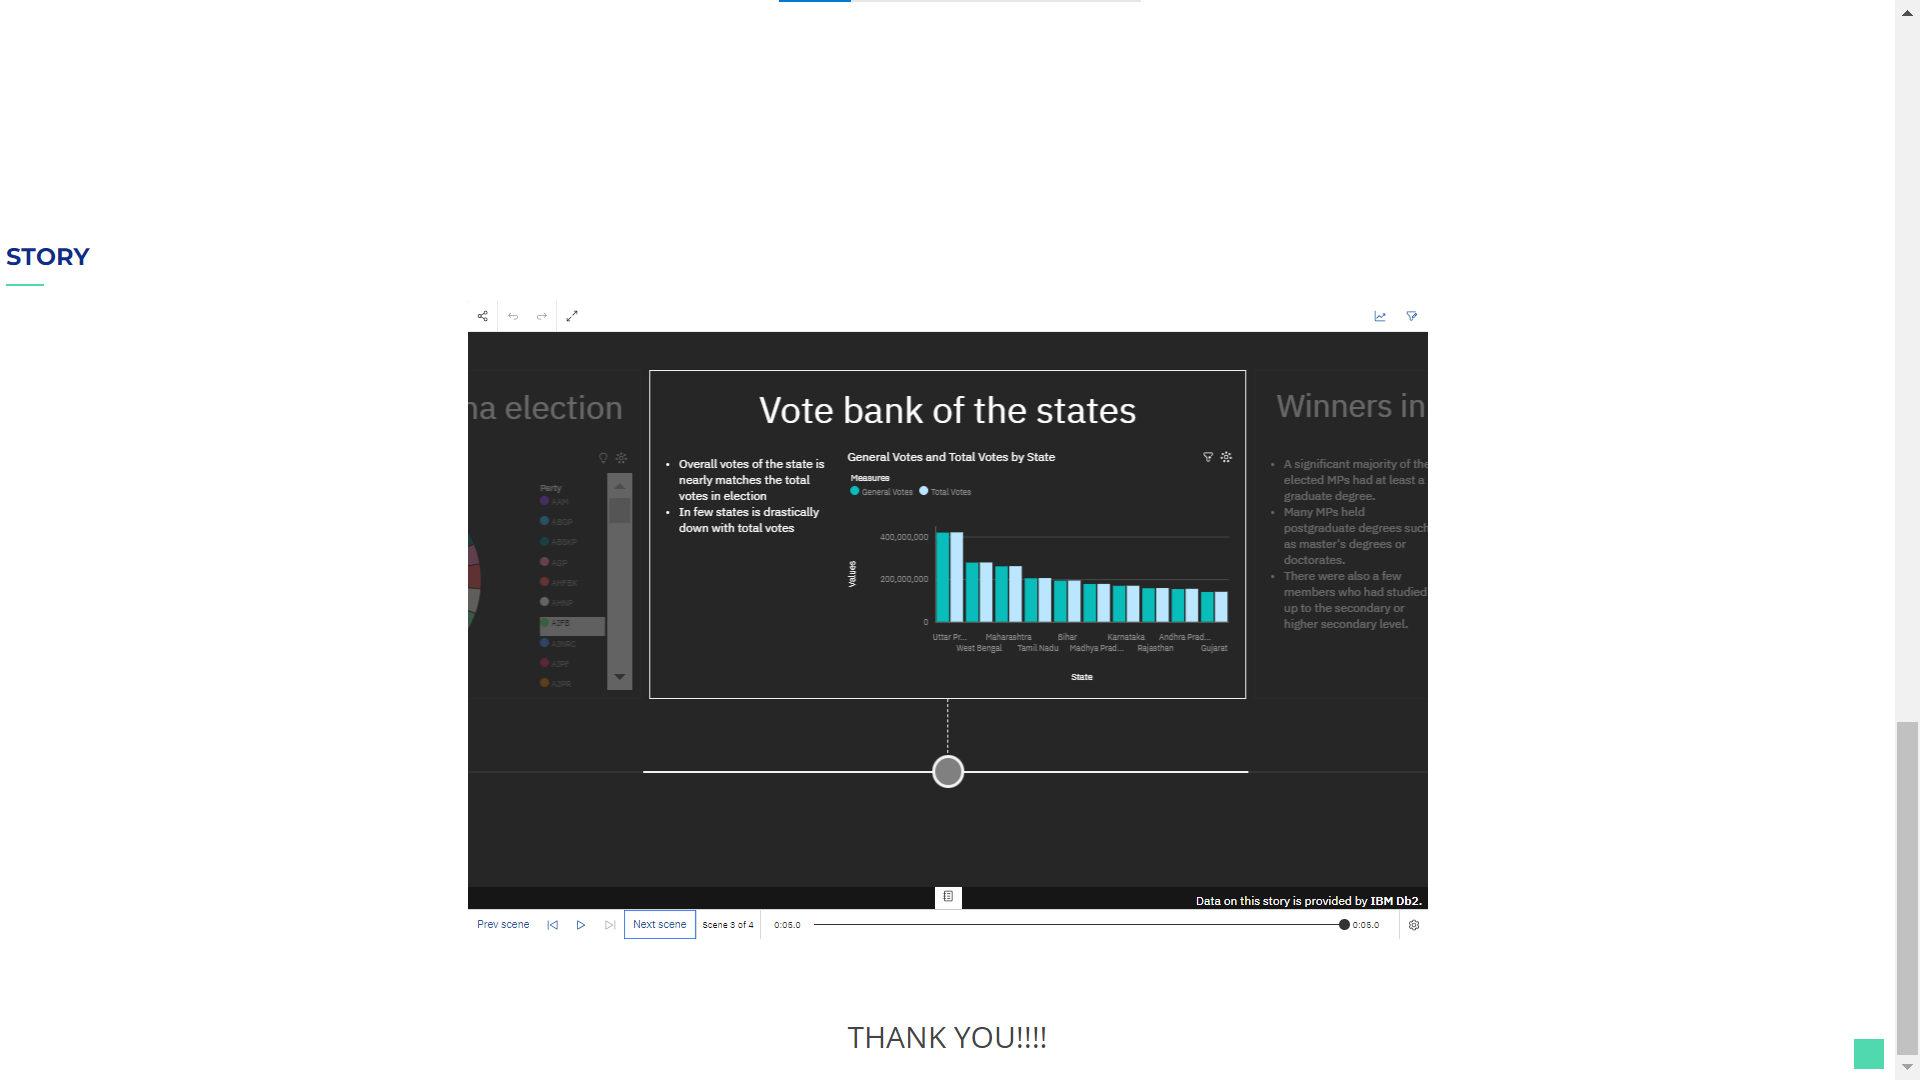 STORY
na election
Party
AAM
ABGP
ABSKP
AGP
AHFBK
AHNP
AIFB
AINRC
AIPF
AIPR
Vote bank of the states
• Overall votes of the state is
nearly matches the total
votes in election
• In few states is drastically
down with total votes
General Votes and Total Votes by State
Measures
General Votes Total Votes
Values
400,000,000
200,000,000
0
Uttar Pr... Maharashtra Bihar Karnataka Andhra Prad...
West Bengal Tamil Nadu Madhya Prad... Rajasthan Gujarat
State
Winners in
• A significant majority of the
elected MPs had at least a
graduate degree.
• Many MPs held
postgraduate degrees such
as master's degrees or
doctorates.
• There were also a few
members who had studied
up to the secondary or
higher secondary level.
Data on this story is provided by IBM Db2.
Prev scene Next scene Scene 3 of 4 0:05.0 0:05.0
THANK YOU!!!!